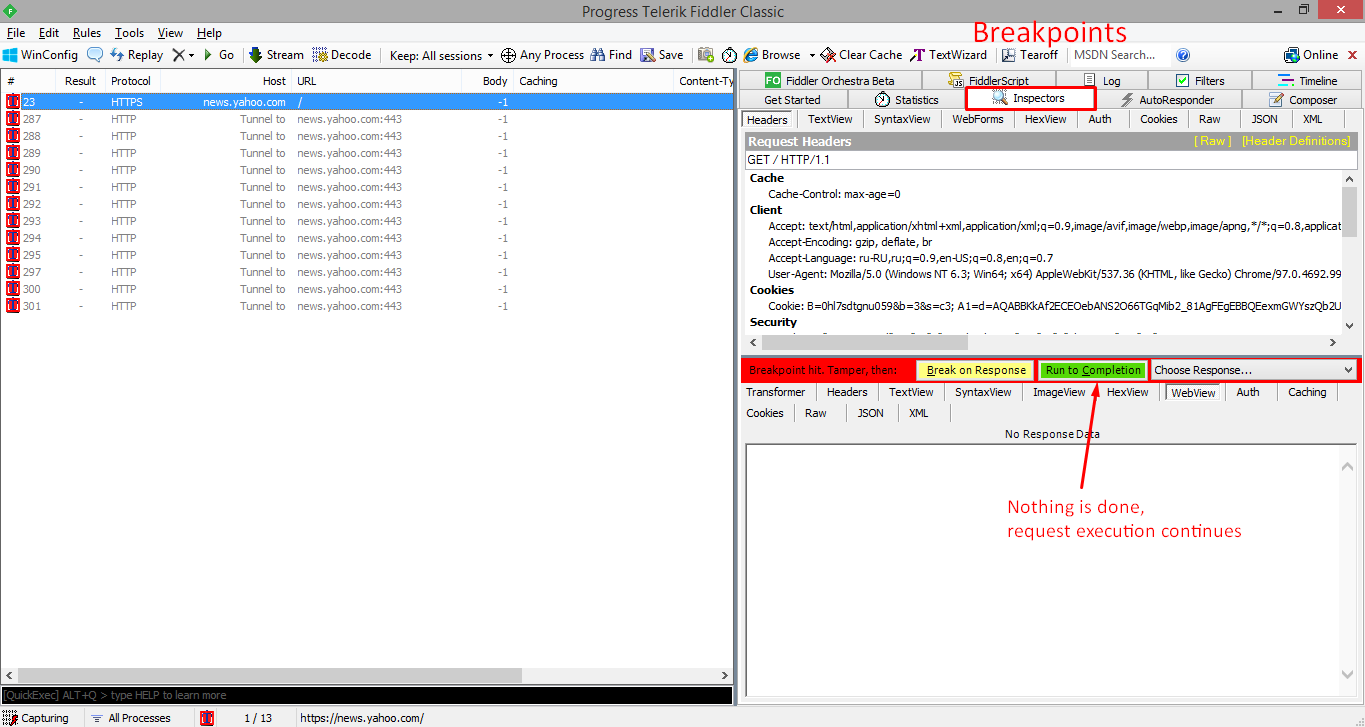 Progress Telerik Fiddler Classic
File Edit Rules Tools View Help
Breakpoints
WinConfig Replay Go Stream Decode Keep: All sessions Any Process Find Save Browse Clear Cache TextWizard Tearoff MSDN Search... Online
# Result Protocol Host URL Body Caching Content-Ty
FO Fiddler Orchestra Beta FiddlerScript Log Filters Timeline
Get Started Statistics Inspectors AutoResponder Composer
Headers TextView SyntaxView WebForms HexView Auth Cookies Raw JSON XML
23 - HTTPS news.yahoo.com / -1
287 - HTTP Tunnel to news.yahoo.com:443 -1
288 - HTTP Tunnel to news.yahoo.com:443 -1
289 - HTTP Tunnel to news.yahoo.com:443 -1
290 - HTTP Tunnel to news.yahoo.com:443 -1
291 - HTTP Tunnel to news.yahoo.com:443 -1
292 - HTTP Tunnel to news.yahoo.com:443 -1
293 - HTTP Tunnel to news.yahoo.com:443 -1
294 - HTTP Tunnel to news.yahoo.com:443 -1
295 - HTTP Tunnel to news.yahoo.com:443 -1
297 - HTTP Tunnel to news.yahoo.com:443 -1
300 - HTTP Tunnel to news.yahoo.com:443 -1
301 - HTTP Tunnel to news.yahoo.com:443 -1
Request Headers [ Raw ] [Header Definitions]
GET / HTTP/1.1
Cache
Cache-Control: max-age=0
Client
Accept: text/html,application/xhtml+xml,application/xml;q=0.9,image/avif,image/webp,image/apng,*/*;q=0.8,applicat
Accept-Encoding: gzip, deflate, br
Accept-Language: ru-RU,ru;q=0.9,en-US;q=0.8,en;q=0.7
User-Agent: Mozilla/5.0 (Windows NT 6.3; Win64; x64) AppleWebKit/537.36 (KHTML, like Gecko) Chrome/97.0.4692.99
Cookies
Cookie: B=0hl7sdtgnu059&b=3&s=c3; A1=d=AQABBKkAf2ECEOebANS2O66TGqMib2_81AgFEgEBBQEexmGWYszQb2U
Security
Breakpoint hit. Tamper, then: Break on Response Run to Completion Choose Response...
Transformer Headers TextView SyntaxView ImageView HexView WebView Auth Caching
Cookies Raw JSON XML
No Response Data
Nothing is done,
request execution continues
[QuickExec] ALT+Q > type HELP to learn more
Capturing All Processes 1 / 13 https://news.yahoo.com/